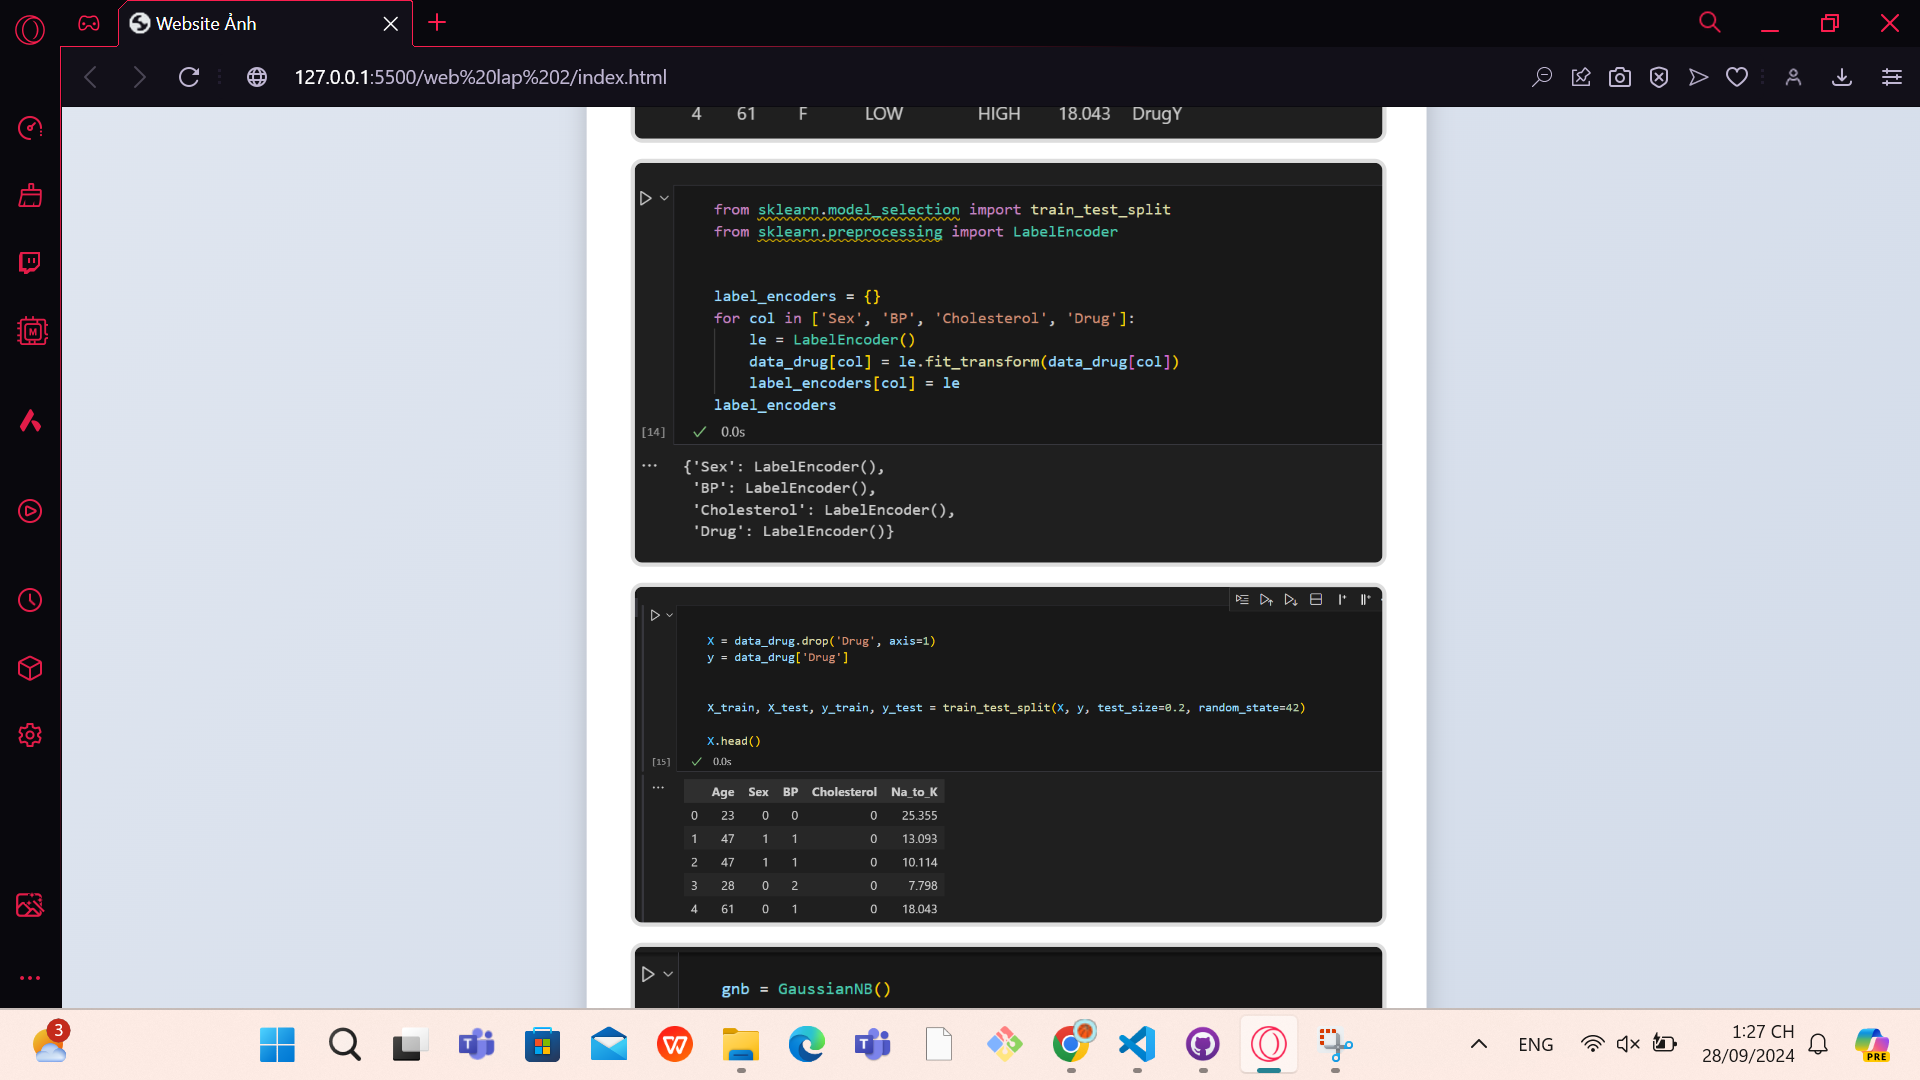 Website Ảnh
127.0.0.1:5500/web%20lap%202/index.html
4 61 F LOW HIGH 18.043 DrugY
from sklearn.model_selection import train_test_split
from sklearn.preprocessing import LabelEncoder
label_encoders = {}
for col in ['Sex', 'BP', 'Cholesterol', 'Drug']:
le = LabelEncoder()
data_drug[col] = le.fit_transform(data_drug[col])
label_encoders[col] = le
label_encoders
[14] 0.0s
{'Sex': LabelEncoder(),
'BP': LabelEncoder(),
'Cholesterol': LabelEncoder(),
'Drug': LabelEncoder()}
X = data_drug.drop('Drug', axis=1)
y = data_drug['Drug']
X_train, X_test, y_train, y_test = train_test_split(X, y, test_size=0.2, random_state=42)
X.head()
[15] 0.0s
Age Sex BP Cholesterol Na_to_K
0 23 0 0 0 25.355
1 47 1 1 0 13.093
2 47 1 1 0 10.114
3 28 0 2 0 7.798
4 61 0 1 0 18.043
gnb = GaussianNB()
3
ENG
1:27 CH
28/09/2024
PRE